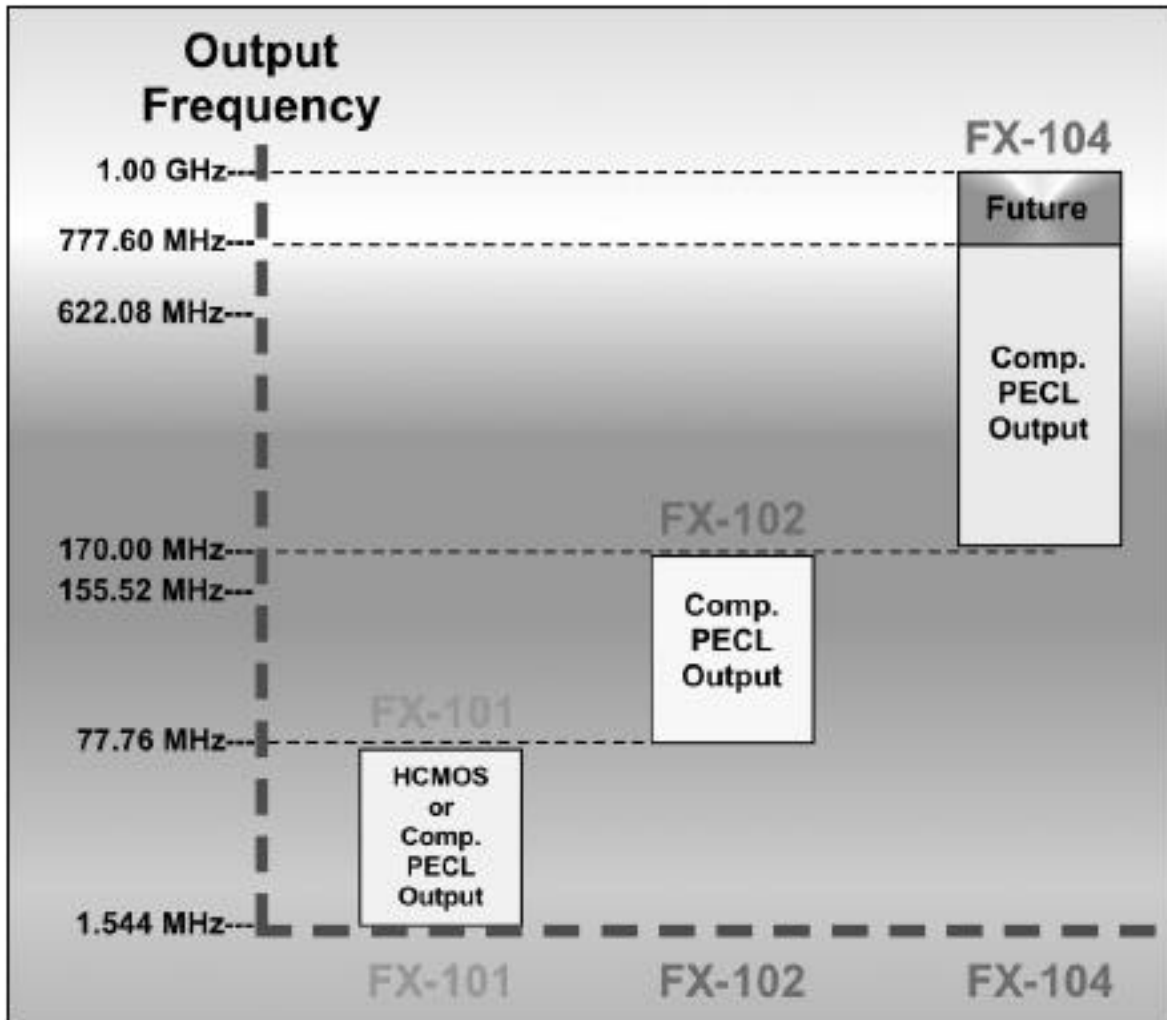 Output
Frequency
FX-104
1.00 GHz---
Future
777.60 MHz---
622.08 MHz---
Comp.
PECL
Output
FX-102
170.00 MHz---
155.52 MHz---
Comp.
PECL
Output
FX-101
77.76 MHz---
HCMOS
or
Comp.
PECL
Output
1.544 MHz---
FX-101 FX-102 FX-104